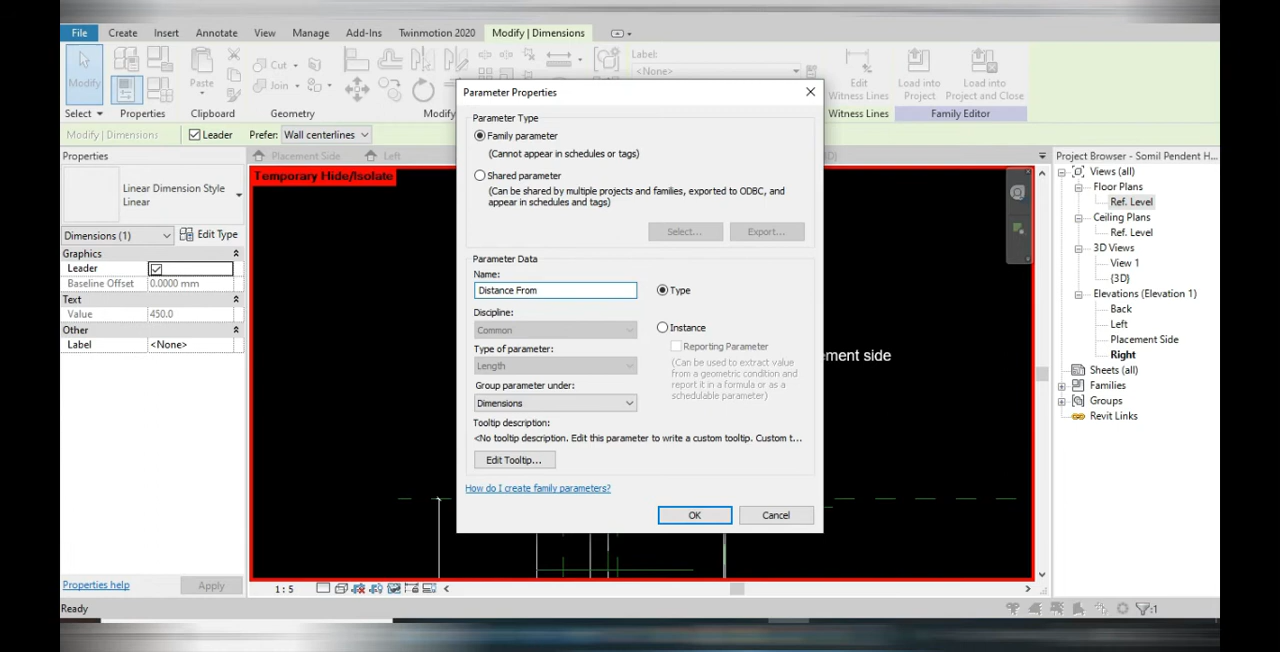 File Create Insert Annotate View Manage Add-Ins Twinmotion 2020 Modify | Dimensions
Label:
Cut
<None>
Modify
Paste
Join
Edit
Witness Lines
Load into
Project
Load into
Project and Close
Select Properties Clipboard Geometry Modify Witness Lines Family Editor
Modify | Dimensions Leader Prefer: Wall centerlines
Properties
Placement Side Left
Project Browser - Somil Pendent H...
Linear Dimension Style
Linear
Dimensions (1) Edit Type
Graphics
Leader
Baseline Offset 0.0000 mm
Text
Value 450.0
Other
Label <None>
Properties help Apply
Temporary Hide/Isolate
Parameter Properties
Parameter Type
Family parameter
(Cannot appear in schedules or tags)
Shared parameter
(Can be shared by multiple projects and families, exported to ODBC, and
appear in schedules and tags)
Select... Export...
Parameter Data
Name:
Distance From
Type
Discipline:
Common
Instance
Reporting Parameter
(Can be used to extract value
from a geometric condition and
report it in a formula or as a
schedulable parameter)
Type of parameter:
Length
Group parameter under:
Dimensions
Tooltip description:
<No tooltip description. Edit this parameter to write a custom tooltip. Custom t...
Edit Tooltip...
How do I create family parameters?
OK Cancel
ement side
Views (all)
Floor Plans
Ref. Level
Ceiling Plans
Ref. Level
3D Views
View 1
{3D}
Elevations (Elevation 1)
Back
Left
Placement Side
Right
Sheets (all)
Families
Groups
Revit Links
1 : 5
Ready
:1